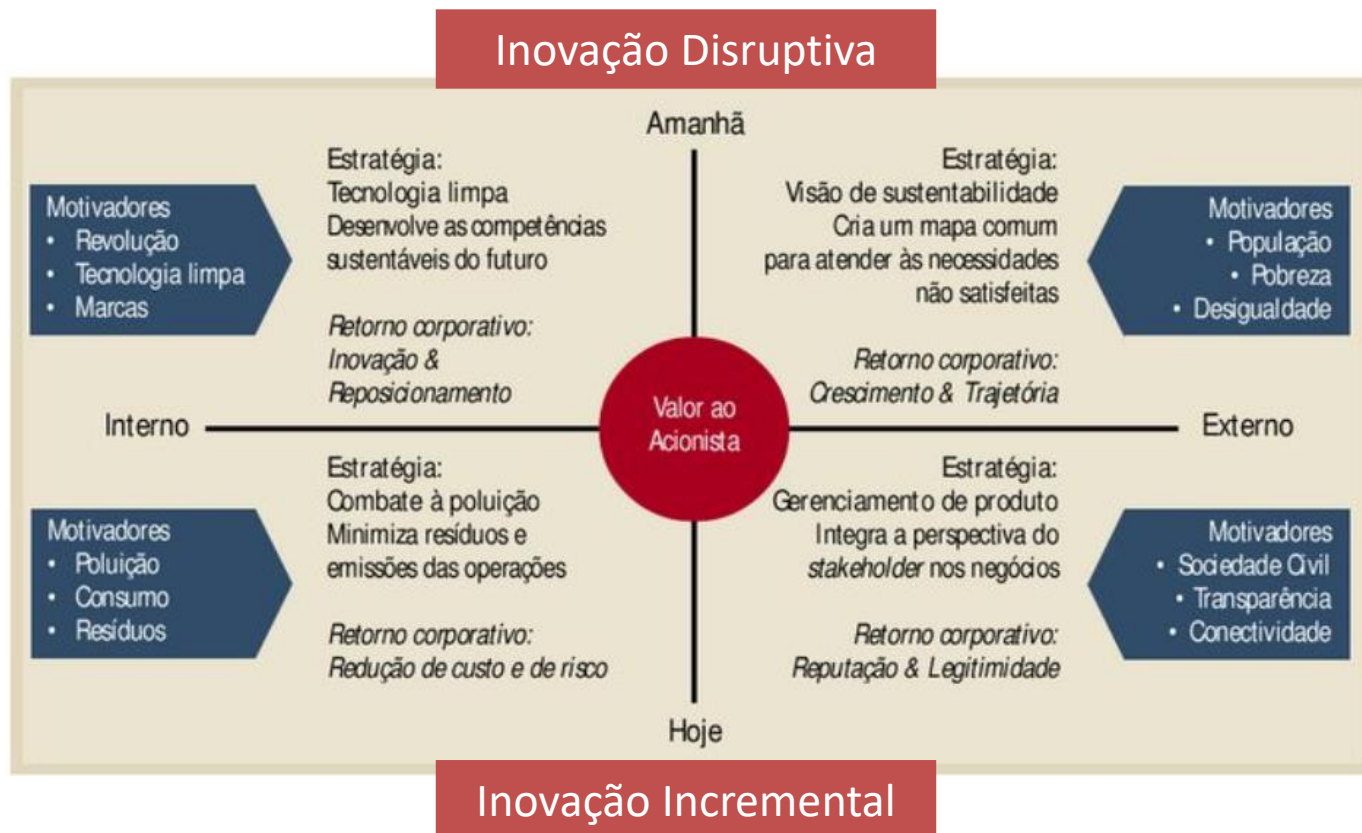 Inovação Disruptiva
Amanhã
Motivadores
• Revolução
• Tecnologia limpa
• Marcas
Estratégia:
Tecnologia limpa
Desenvolve as competências
sustentáveis do futuro
Retorno corporativo:
Inovação &
Reposicionamento
Estratégia:
Visão de sustentabilidade
Cria um mapa comum
para atender às necessidades
não satisfeitas
Retorno corporativo:
Crescimento & Trajetória
Motivadores
• População
• Pobreza
• Desigualdade
Interno
Valor ao
Acionista
Externo
Motivadores
• Poluição
• Consumo
• Resíduos
Estratégia:
Combate à poluição
Minimiza resíduos e
emissões das operações
Retorno corporativo:
Redução de custo e de risco
Estratégia:
Gerenciamento de produto
Integra a perspectiva do
stakeholder nos negócios
Retorno corporativo:
Reputação & Legitimidade
Motivadores
• Sociedade Civil
• Transparência
• Conectividade
Hoje
Inovação Incremental